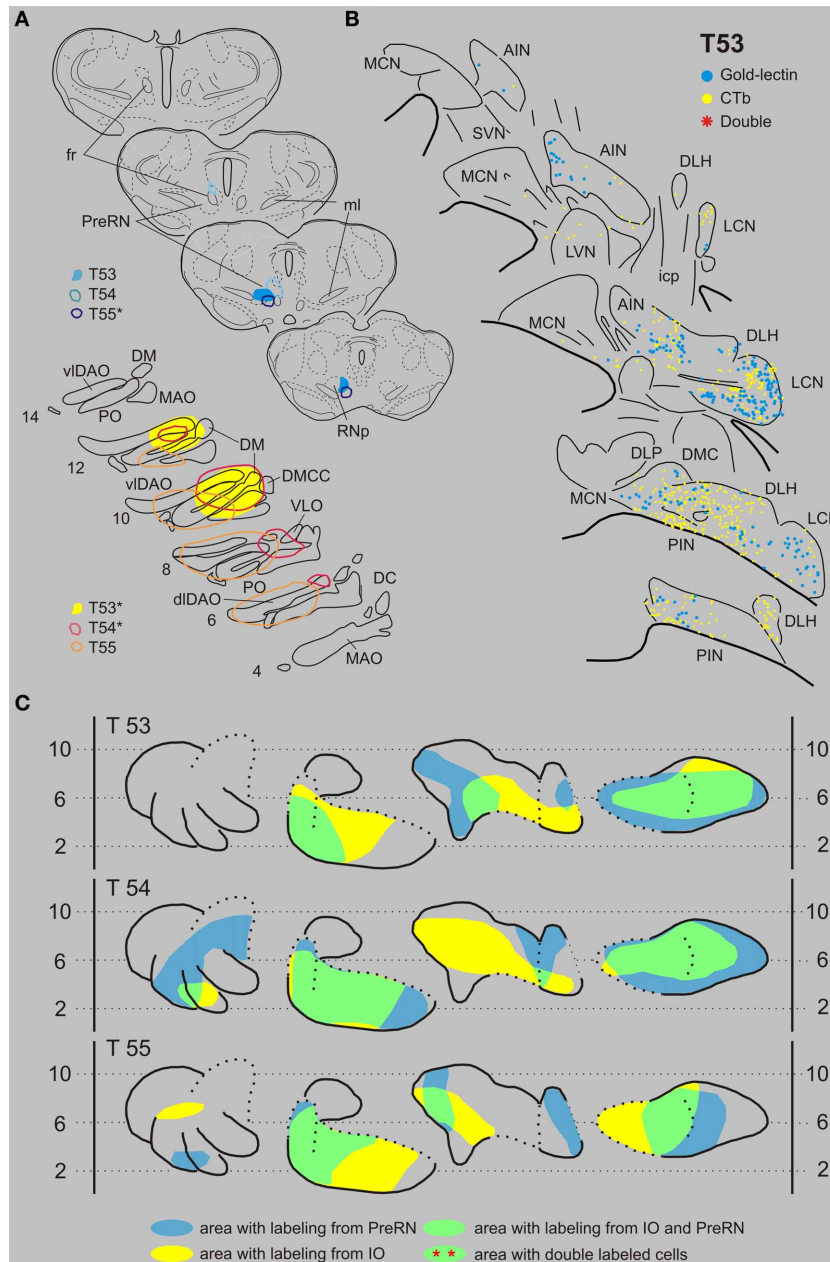 A
fr
PreRN
ml
T53
T54
T55*
RNp
DM
vlDAO
MAO
PO
14
DM
12
vlDAO
DMCC
10
VLO
8
PO
DC
T53*
T54*
T55
dlDAO
6
MAO
4
B
T53
Gold-lectin
CTb
Double
MCN
AIN
SVN
AIN
DLH
MCN
LCN
LVN
icp
AIN
MCN
DLH
LCN
DLP DMC
DLH
MCN
LCN
PIN
DLH
PIN
C
T 53
10 10
6 6
2 2
T 54
10 10
6 6
2 2
T 55
10 10
6 6
2 2
area with labeling from PreRN area with labeling from IO and PreRN
area with labeling from IO ** area with double labeled cells